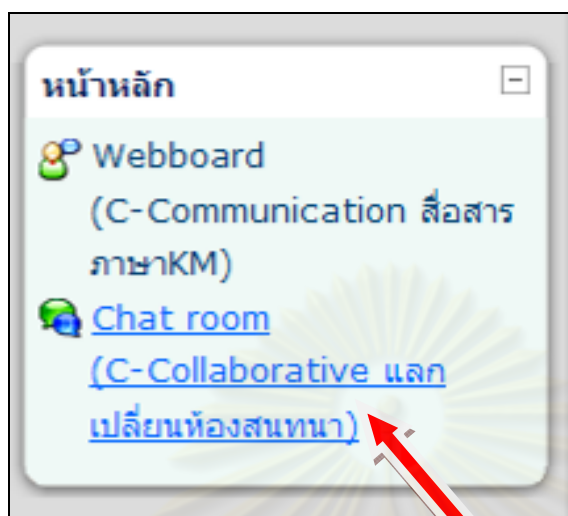 หน้าหลัก
Webboard
(C-Communication สื่อสาร
ภาษาKM)
Chat room
(C-Collaborative แลก
เปลี่ยนห้องสนทนา)